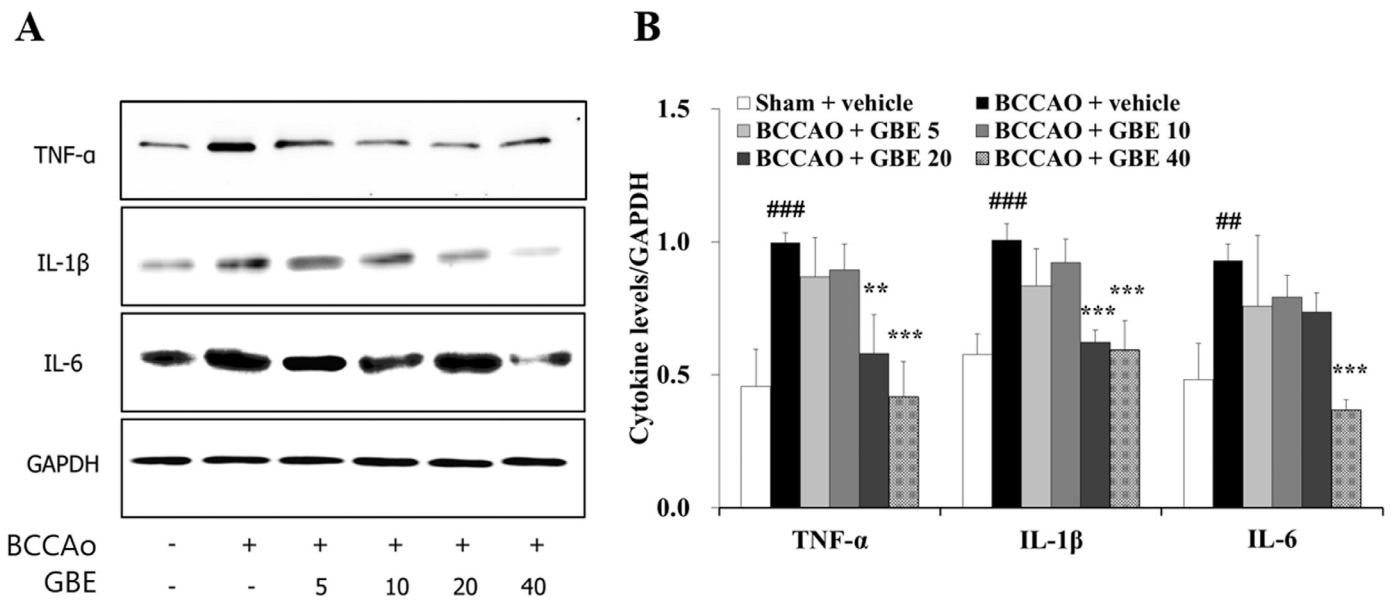 A
TNF-α
IL-1β
IL-6
GAPDH
BCCAo - + + + + +
GBE - - 5 10 20 40
B
Sham + vehicle BCCAO + vehicle
BCCAO + GBE 5 BCCAO + GBE 10
BCCAO + GBE 20 BCCAO + GBE 40
Cytokine levels/GAPDH
1.5
1.0
0.5
0.0
### ** ***
### *** ***
## ***
TNF-α IL-1β IL-6